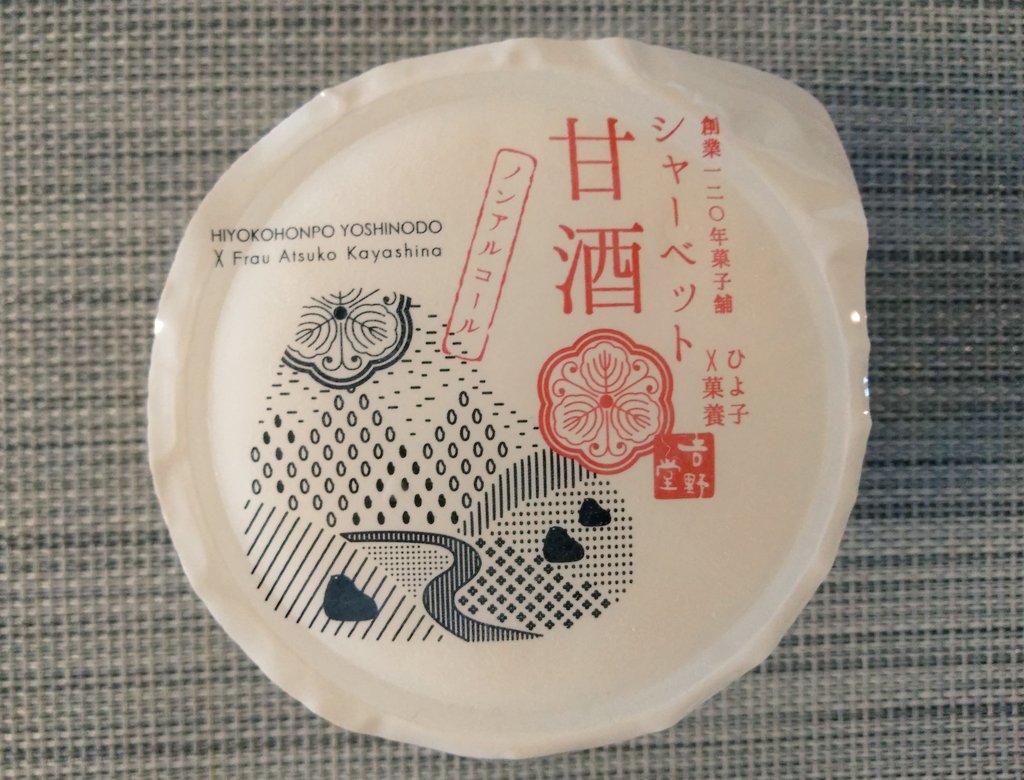 創業一二〇年菓子舗
ひよ子
X菓養
シャーベット
甘酒
ノンアルコール
吉野堂
HIYOKOHONPO YOSHINODO
X Frau Atsuko Kayashina